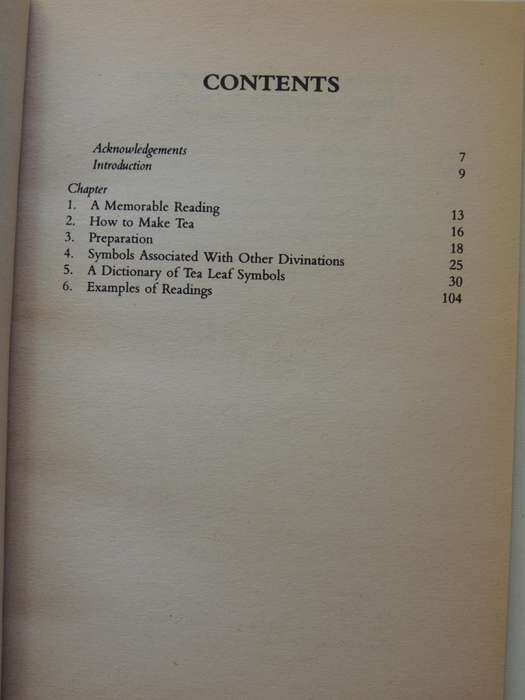 CONTENTS
Acknowledgements 7
Introduction 9
Chapter
1. A Memorable Reading 13
2. How to Make Tea 16
3. Preparation 18
4. Symbols Associated With Other Divinations 25
5. A Dictionary of Tea Leaf Symbols 30
6. Examples of Readings 104